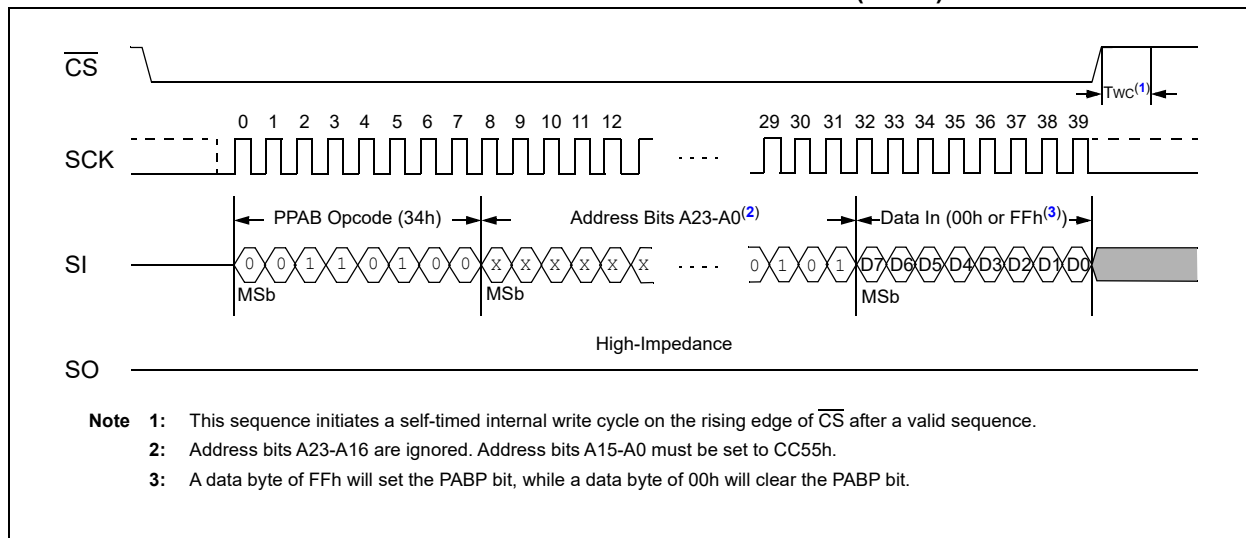 CS
TWC(1)
0 1 2 3 4 5 6 7 8 9 10 11 12 29 30 31 32 33 34 35 36 37 38 39
SCK
PPAB Opcode (34h) Address Bits A23-A0(2) Data In (00h or FFh(3))
SI 0 0 1 1 0 1 0 0 X X X X X X 0 1 0 1 D7 D6 D5 D4 D3 D2 D1 D0
MSb MSb MSb
High-Impedance
SO
Note 1: This sequence initiates a self-timed internal write cycle on the rising edge of CS after a valid sequence.
2: Address bits A23-A16 are ignored. Address bits A15-A0 must be set to CC55h.
3: A data byte of FFh will set the PABP bit, while a data byte of 00h will clear the PABP bit.